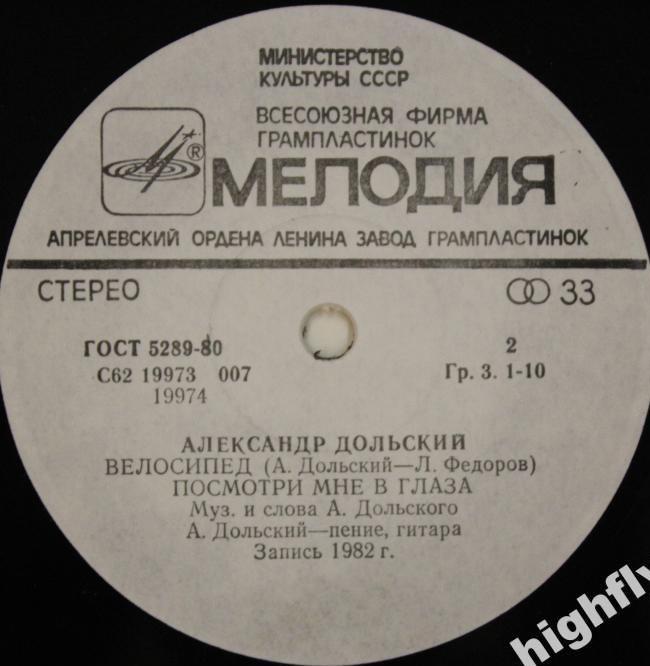 МИНИСТЕРСТВО
КУЛЬТУРЫ СССР
ВСЕСОЮЗНАЯ ФИРМА
ГРАМПЛАСТИНОК
®
МЕЛОДИЯ
АПРЕЛЕВСКИЙ ОРДЕНА ЛЕНИНА ЗАВОД ГРАМПЛАСТИНОК
СТЕРЕО 33
ГОСТ 5289-80 2
С62 19973 007 Гр. 3. 1-10
19974
АЛЕКСАНДР ДОЛЬСКИЙ
ВЕЛОСИПЕД (А. Дольский—Л. Федоров)
ПОСМОТРИ МНЕ В ГЛАЗА
Муз. и слова А. Дольского
А. Дольский—пение, гитара
Запись 1982 г.
highfly